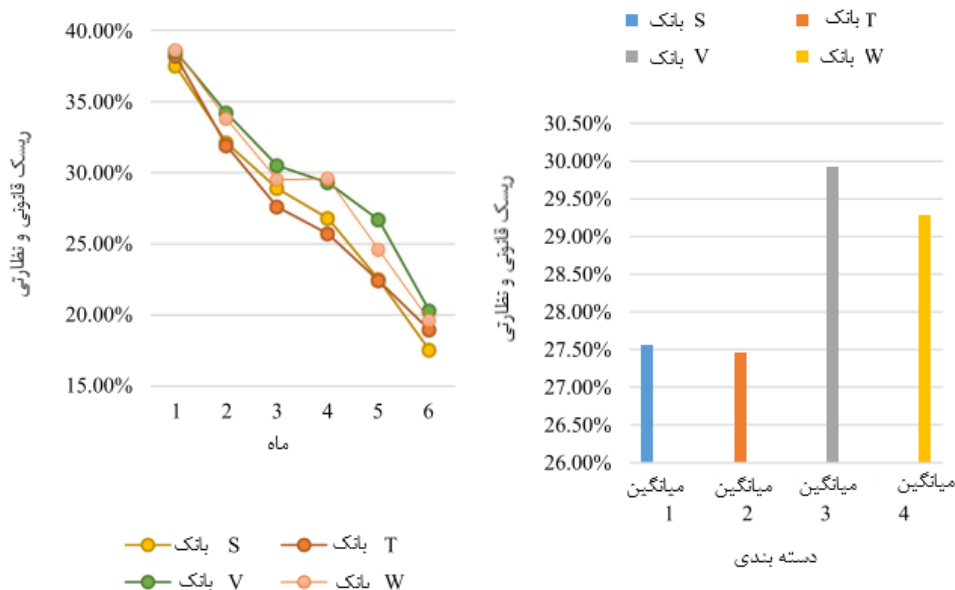 40.00%
35.00%
30.00%
25.00%
20.00%
15.00%
ریسک قانونی و نظارتی
1 2 3 4 5 6
ماه
بانک S
بانک T
بانک V
بانک W
بانک S
بانک T
بانک V
بانک W
30.50%
30.00%
29.50%
29.00%
28.50%
28.00%
27.50%
27.00%
26.50%
26.00%
ریسک قانونی و نظارتی
میانگین میانگین میانگین میانگین
1 2 3 4
دسته بندی